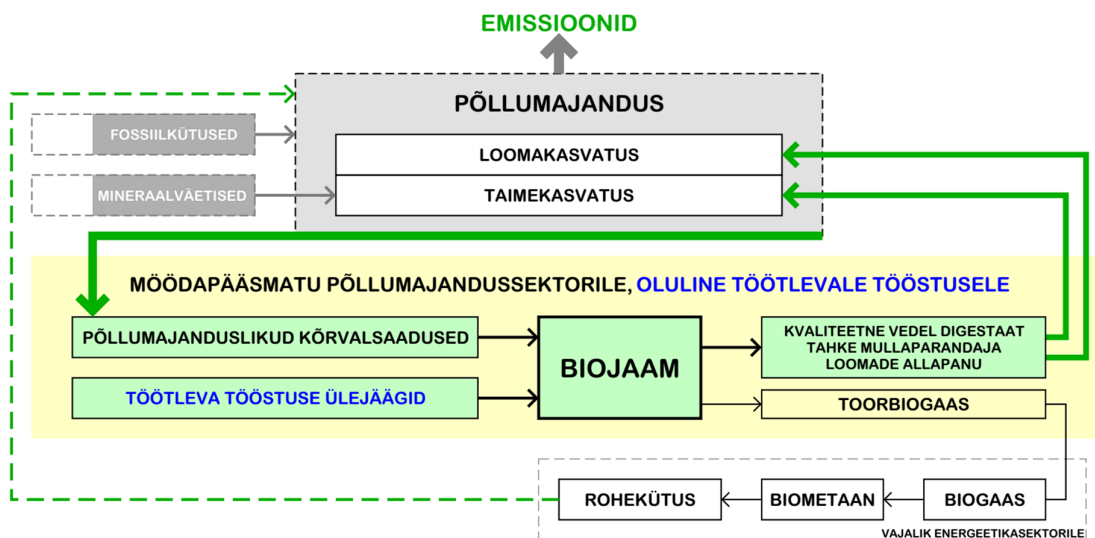 EMISSIOONID
PÕLLUMAJANDUS
FOSSIILKÜTUSED
LOOMAKASVATUS
MINERAALVÄETISED
TAIMEKASVATUS
MÖÖDAPÄÄSMATU PÕLLUMAJANDUSSEKTORILE, OLULINE TÖÖTLEVALE TÖÖSTUSELE
PÕLLUMAJANDUSLIKUD KÕRVALSAADUSED
TÖÖTLEVA TÖÖSTUSE ÜLEJÄÄGID
BIOJAAM
KVALITEETNE VEDEL DIGESTAAT
TAHKE MULLAPARANDAJA
LOOMADE ALLAPANU
TOORBIOGAAS
ROHEKÜTUS
BIOMETAAN
BIOGAAS
VAJALIK ENERGEETIKASEKTORILE